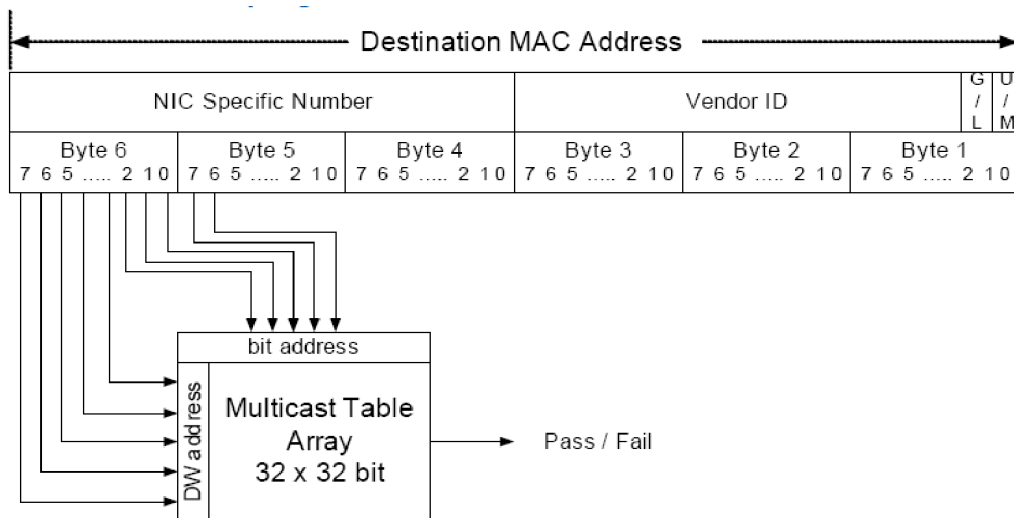 Destination MAC Address
NIC Specific Number
Vendor ID
G / L
U / M
Byte 6
Byte 5
Byte 4
Byte 3
Byte 2
Byte 1
7 6 5 ..... 2 1 0
7 6 5 ..... 2 1 0
7 6 5 ..... 2 1 0
7 6 5 ..... 2 1 0
7 6 5 ..... 2 1 0
7 6 5 ..... 2 1 0
bit address
DW address
Multicast Table
Array
32 x 32 bit
Pass / Fail